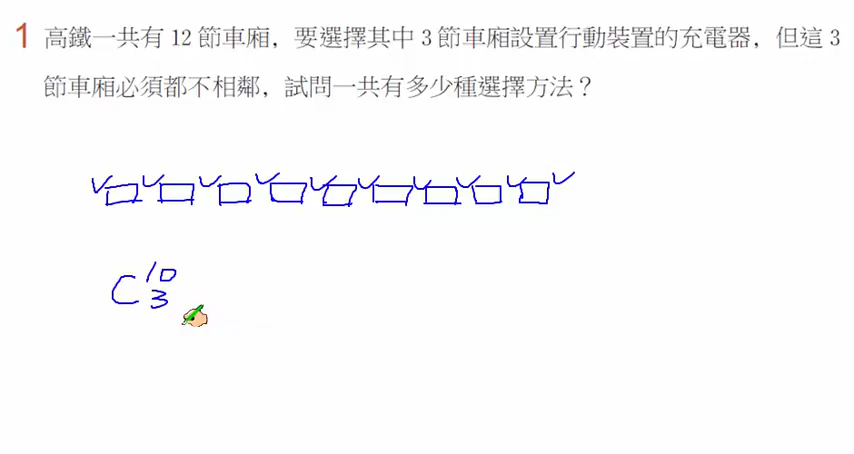 1 高鐵一共有 12 節車廂，要選擇其中 3 節車廂設置行動裝置的充電器，但這 3
節車廂必須都不相鄰，試問一共有多少種選擇方法？
C 10 3